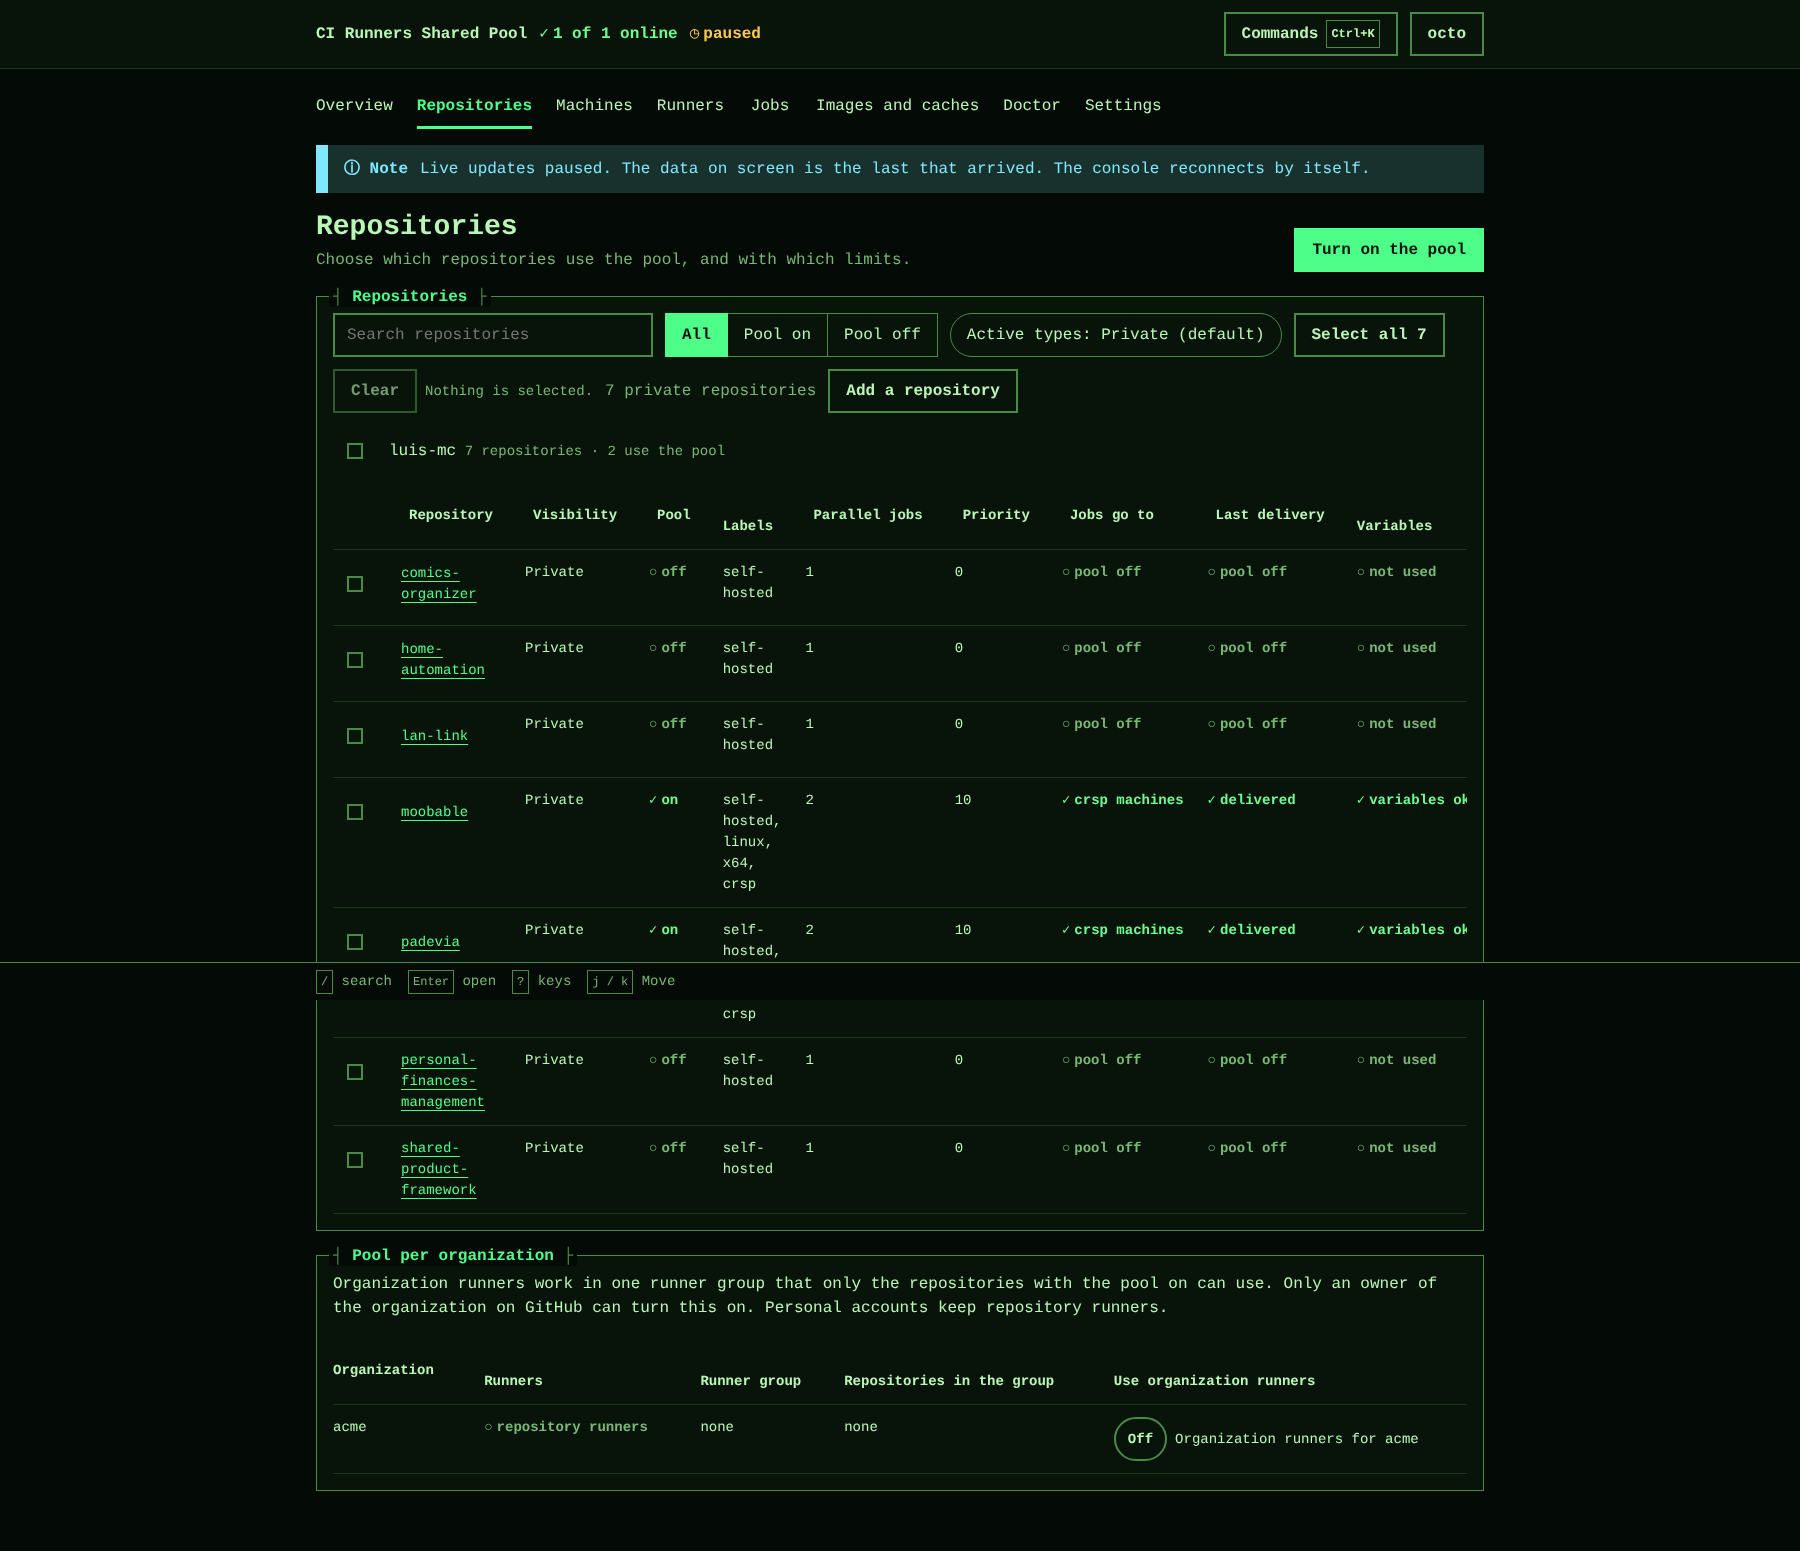 CI Runners Shared Pool ✓ 1 of 1 online ◷ paused Commands Ctrl+K octo
Overview Repositories Machines Runners Jobs Images and caches Doctor Settings
ⓘ Note Live updates paused. The data on screen is the last that arrived. The console reconnects by itself.
Repositories
Choose which repositories use the pool, and with which limits.
Turn on the pool
Repositories
Search repositories All Pool on Pool off Active types: Private (default) Select all 7
Clear Nothing is selected. 7 private repositories Add a repository
luis-mc 7 repositories · 2 use the pool
Repository Visibility Pool Labels Parallel jobs Priority Jobs go to Last delivery Variables
comics- Private ○ off self- 1 0 ○ pool off ○ pool off ○ not used
organizer hosted
home- Private ○ off self- 1 0 ○ pool off ○ pool off ○ not used
automation hosted
lan-link Private ○ off self- 1 0 ○ pool off ○ pool off ○ not used
hosted
moobable Private ✓ on self- 2 10 ✓ crsp machines ✓ delivered ✓ variables ok
hosted,
linux,
x64,
crsp
padevia Private ✓ on self- 2 10 ✓ crsp machines ✓ delivered ✓ variables ok
hosted,
/ search Enter open ? keys j / k Move
crsp
personal- Private ○ off self- 1 0 ○ pool off ○ pool off ○ not used
finances- hosted
management
shared- Private ○ off self- 1 0 ○ pool off ○ pool off ○ not used
product- hosted
framework
Pool per organization
Organization runners work in one runner group that only the repositories with the pool on can use. Only an owner of
the organization on GitHub can turn this on. Personal accounts keep repository runners.
Organization Runners Runner group Repositories in the group Use organization runners
acme ○ repository runners none none Off Organization runners for acme